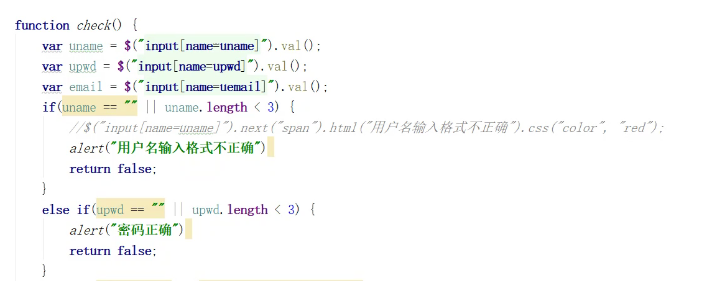 function check() {
var uname = $("input[name=uname]").val();
var upwd = $("input[name=upwd]").val();
var email = $("input[name=uemail]").val();
if(uname == "" || uname.length < 3) {
//$("input[name=uname]").next("span").html("用户名输入格式不正确").css("color", "red");
alert("用户名输入格式不正确")
return false;
}
else if(upwd == "" || upwd.length < 3) {
alert("密码正确")
return false;
}